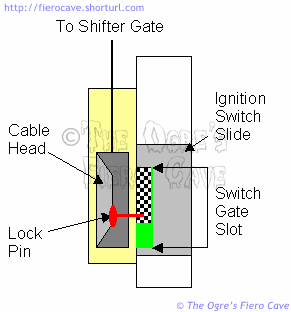 http://fierocave.shorturl.com
To Shifter Gate
Ignition
Switch
Slide
Cable
Head
The Ogre's
Fiero Cave
Switch
Gate
Slot
Lock
Pin
© The Ogre's Fiero Cave